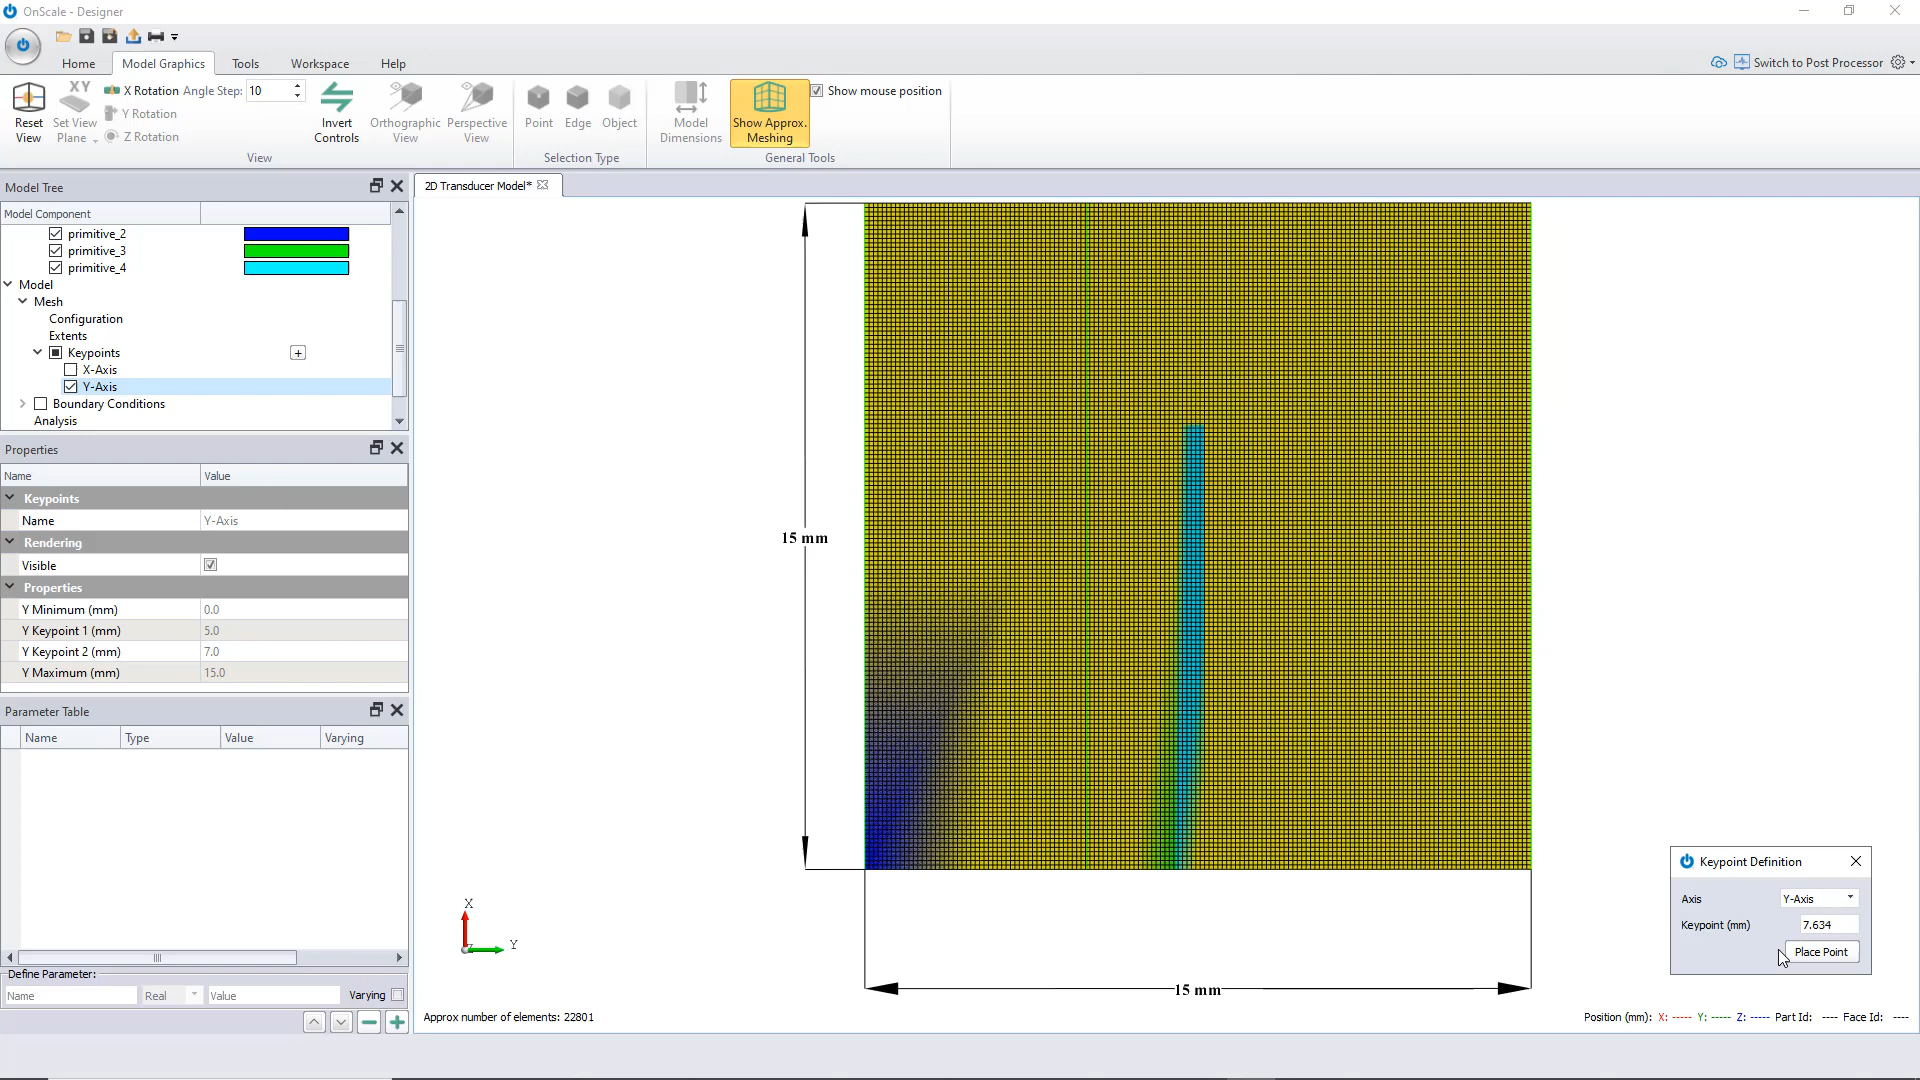 OnScale - Designer
Home Model Graphics Tools Workspace Help
Switch to Post Processor
Reset View
XY
Set View Plane
X Rotation
Y Rotation
Z Rotation
Angle Step: 10
Invert Controls
Orthographic View
Perspective View
View
Point Edge Object
Selection Type
Model Dimensions
Show Approx. Meshing
Show mouse position
General Tools
Model Tree
2D Transducer Model*
Model Component
primitive_2
primitive_3
primitive_4
Model
Mesh
Configuration
Extents
Keypoints +
X-Axis
Y-Axis
Boundary Conditions
Analysis
Properties
Name Value
Keypoints
Name Y-Axis
Rendering
Visible
Properties
Y Minimum (mm) 0.0
Y Keypoint 1 (mm) 5.0
Y Keypoint 2 (mm) 7.0
Y Maximum (mm) 15.0
Parameter Table
Name Type Value Varying
Define Parameter:
Name Real Value Varying
15 mm
15 mm
X
Y
Z
Keypoint Definition
Axis Y-Axis
Keypoint (mm) 7.634
Place Point
Approx number of elements: 22801
Position (mm): X: ----- Y: ----- Z: ----- Part Id: ---- Face Id: ----